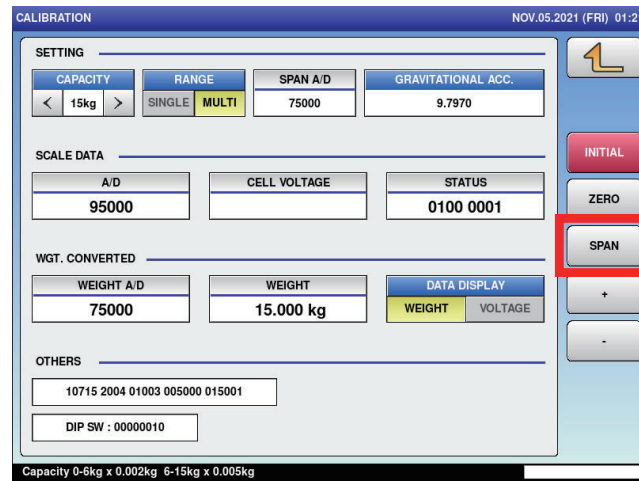 CALIBRATION NOV.05.2021 (FRI) 01:2
SETTING
CAPACITY RANGE SPAN A/D GRAVITATIONAL ACC.
< 15kg > SINGLE MULTI 75000 9.7970
SCALE DATA
INITIAL
A/D CELL VOLTAGE STATUS
95000 0100 0001
ZERO
SPAN
WGT. CONVERTED
WEIGHT A/D WEIGHT DATA DISPLAY
75000 15.000 kg WEIGHT VOLTAGE
+
-
OTHERS
10715 2004 01003 005000 015001
DIP SW : 00000010
Capacity 0-6kg x 0.002kg 6-15kg x 0.005kg